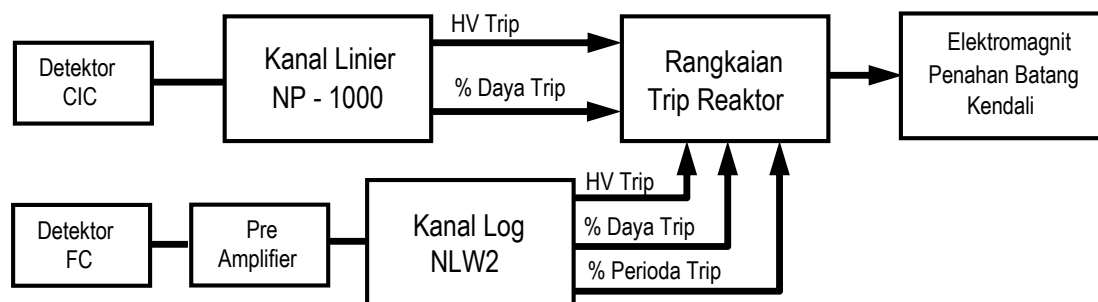 HV Trip
Detektor
CIC
Kanal Linier
NP - 1000
% Daya Trip
Rangkaian
Trip Reaktor
Elektromagnit
Penahan Batang
Kendali
Detektor
FC
Pre
Amplifier
Kanal Log
NLW2
HV Trip
% Daya Trip
% Perioda Trip